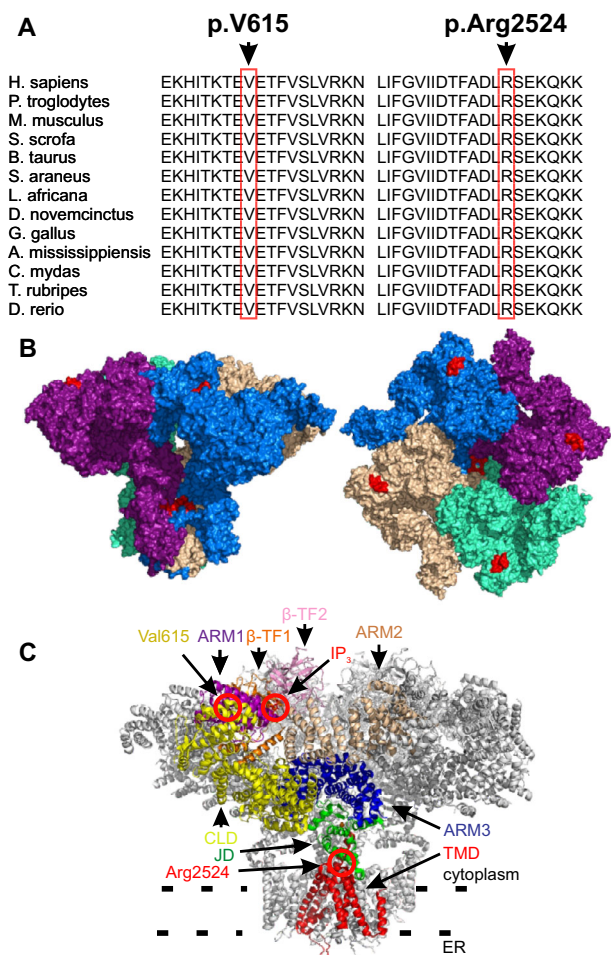 A
p.V615 p.Arg2524
H. sapiens EKHITKTEVETFVSLVRKN LIFGVIIDTFADLRSEKQKK
P. troglodytes EKHITKTEVETFVSLVRKN LIFGVIIDTFADLRSEKQKK
M. musculus EKHITKTEVETFVSLVRKN LIFGVIIDTFADLRSEKQKK
S. scrofa EKHITKTEVETFVSLVRKN LIFGVIIDTFADLRSEKQKK
B. taurus EKHITKTEVETFVSLVRKN LIFGVIIDTFADLRSEKQKK
S. araneus EKHITKTEVETFVSLVRKN LIFGVIIDTFADLRSEKQKK
L. africana EKHITKTEVETFVSLVRKN LIFGVIIDTFADLRSEKQKK
D. novemcinctus EKHITKTEVETFVSLVRKN LIFGVIIDTFADLRSEKQKK
G. gallus EKHITKTEVETFVSLVRKN LIFGVIIDTFADLRSEKQKK
A. mississippiensis EKHITKTEVETFVSLVRKN LIFGVIIDTFADLRSEKQKK
C. mydas EKHITKTEVETFVSLVRKN LIFGVIIDTFADLRSEKQKK
T. rubripes EKHITKTEVETFVSLVRKN LIFGVIIDTFADLRSEKQKK
D. rerio EKHITKTEVETFVSLVRKN LIFGVIIDTFADLRSEKQKK
B
β-TF2
Val615 ARM1 β-TF1 ARM2
C
IP₃
CLD ARM3
JD
Arg2524 TMD
cytoplasm
ER